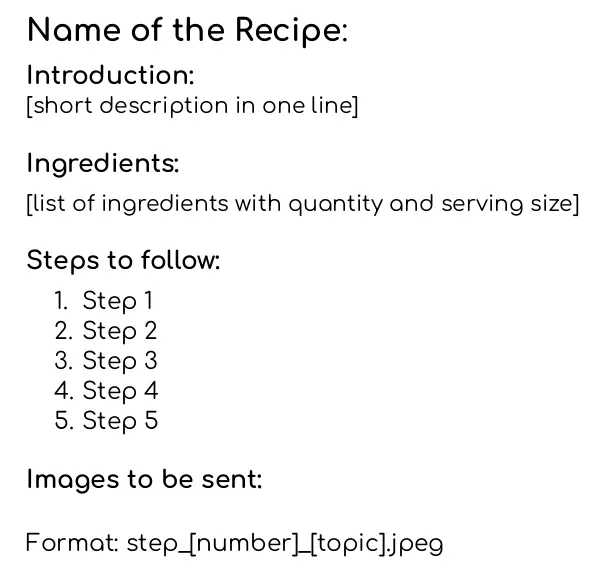 Name of the Recipe:
Introduction:
[short description in one line]
Ingredients:
[list of ingredients with quantity and serving size]
Steps to follow:
1. Step 1
2. Step 2
3. Step 3
4. Step 4
5. Step 5
Images to be sent:
Format: step_[number]_[topic].jpeg